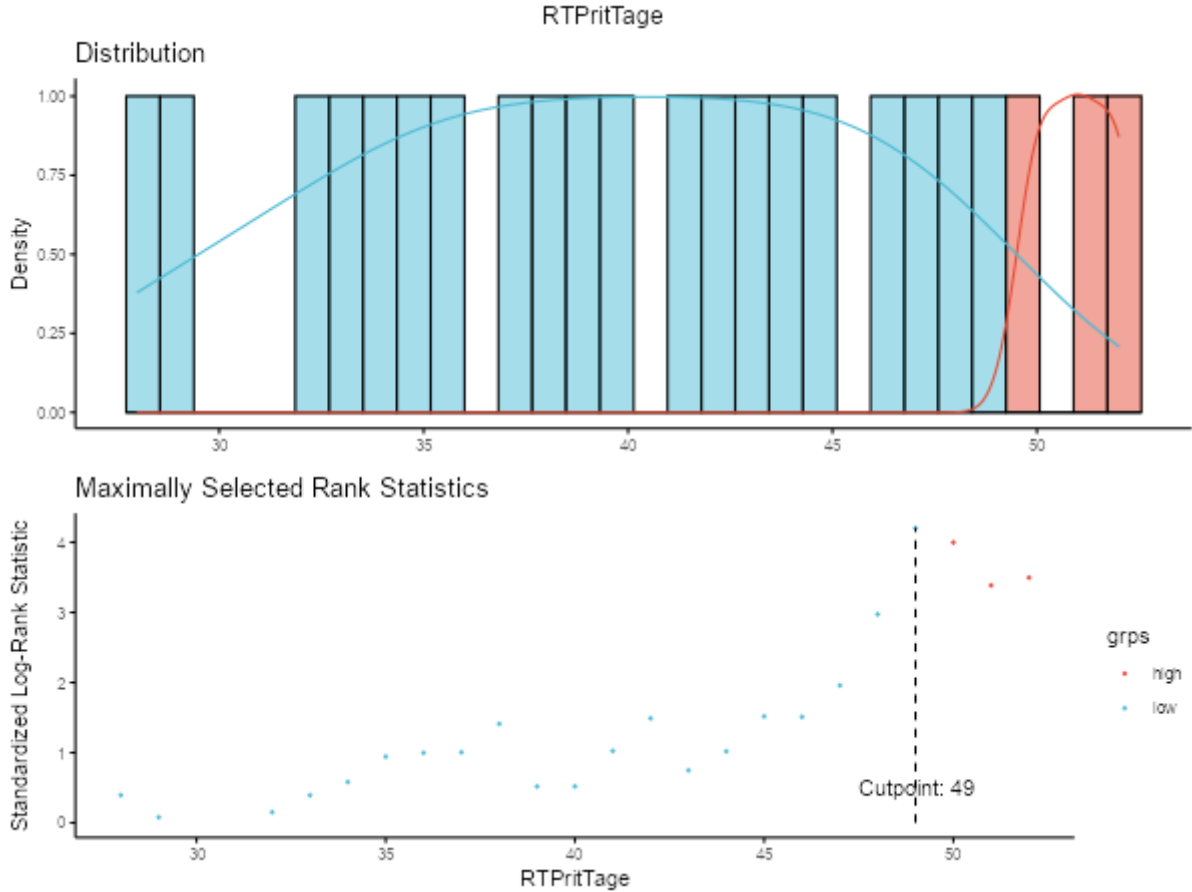 RTPritTage
Distribution
Density
1.00
0.75
0.50
0.25
0.00
30 35 40 45 50
Maximally Selected Rank Statistics
Standardized Log-Rank Statistic
4
3
2
1
0
Cutpoint: 49
30 35 40 45 50
RTPritTage
grps
high
low